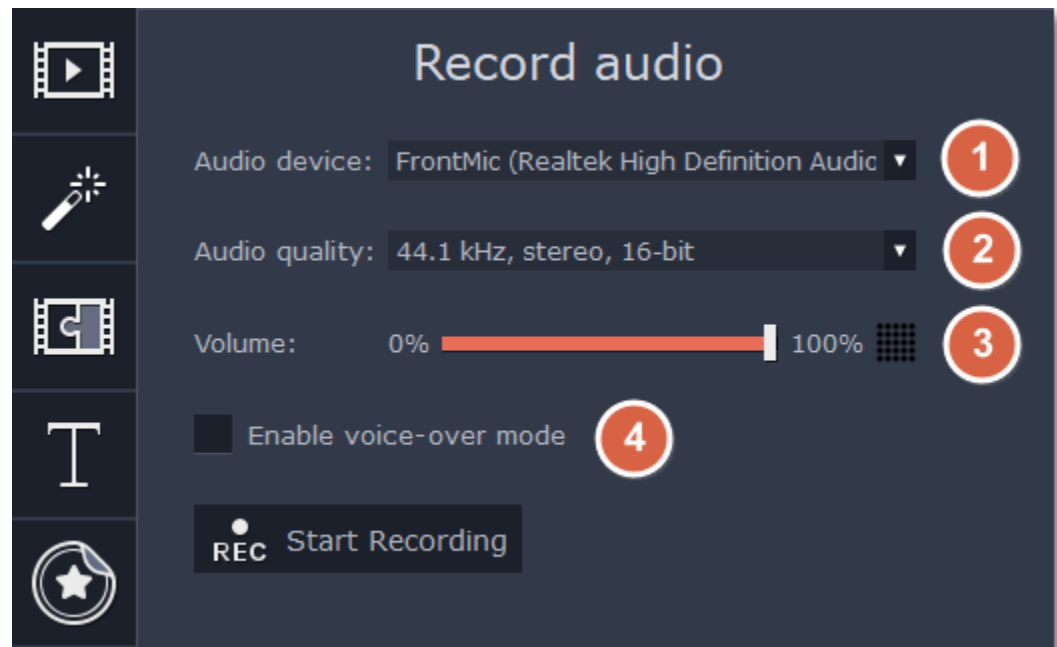 Record audio
Audio device: FrontMic (Realtek High Definition Audic 1
Audio quality: 44.1 kHz, stereo, 16-bit 2
Volume: 0% 100% 3
Enable voice-over mode 4
REC Start Recording
T